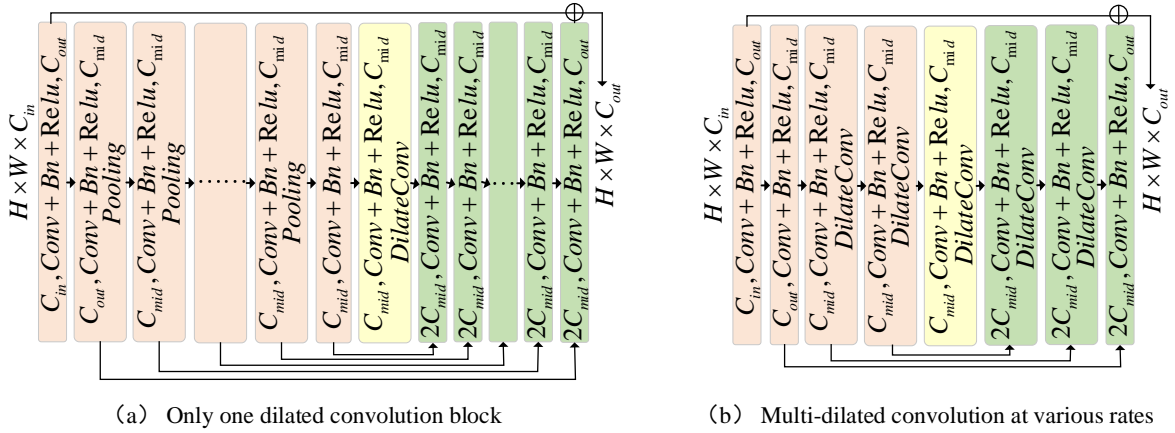 H × W × C_in
C_in, Conv + Bn + Relu, C_out
C_out, Conv + Bn + Relu, C_mid
Pooling
C_mid, Conv + Bn + Relu, C_mid
Pooling
........
C_mid, Conv + Bn + Relu, C_mid
Pooling
C_mid, Conv + Bn + Relu, C_mid
C_mid, Conv + Bn + Relu, C_mid
DilateConv
2C_mid, Conv + Bn + Relu, C_mid
2C_mid, Conv + Bn + Relu, C_mid
.....
2C_mid, Conv + Bn + Relu, C_mid
2C_mid, Conv + Bn + Relu, C_out
H × W × C_out
(a) Only one dilated convolution block
H × W × C_in
C_in, Conv + Bn + Relu, C_out
C_out, Conv + Bn + Relu, C_mid
C_mid, Conv + Bn + Relu, C_mid
DilateConv
C_mid, Conv + Bn + Relu, C_mid
DilateConv
C_mid, Conv + Bn + Relu, C_mid
DilateConv
2C_mid, Conv + Bn + Relu, C_mid
DilateConv
2C_mid, Conv + Bn + Relu, C_mid
DilateConv
2C_mid, Conv + Bn + Relu, C_out
H × W × C_out
(b) Multi-dilated convolution at various rates